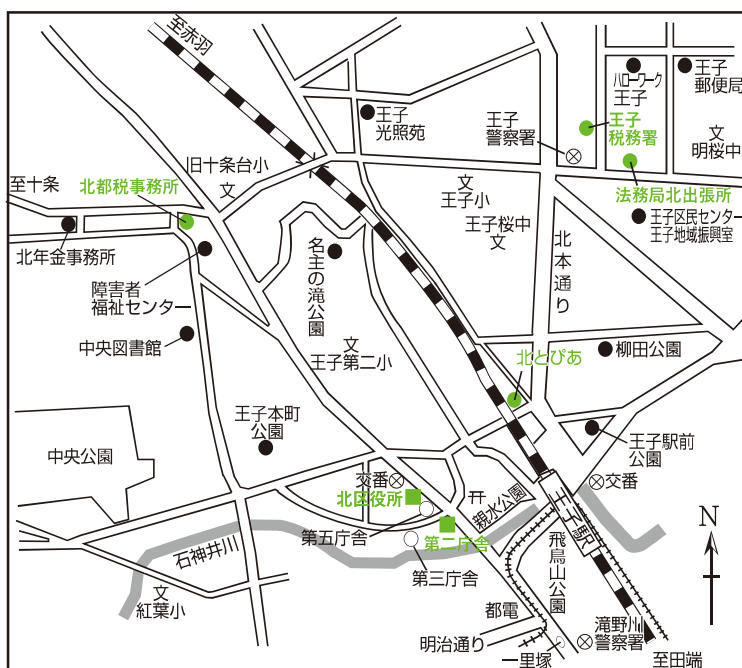 至赤羽
ハローワーク
王子
王子
郵便局
王子
光照苑
王子
警察署
王子
税務署
文
明桜中
旧十条台小
文
至十条
北都税事務所
文
王子小
法務局北出張所
王子桜中
文
王子区民センター
王子地域振興室
北年金事務所
名主の滝公園
北本通り
障害者
福祉センター
中央図書館
文
王子第二小
北とぴあ
柳田公園
王子本町
公園
王子駅前
公園
中央公園
交番
交番
北区役所
親水公園
王子駅
N
第五庁舎
第二庁舎
石神井川
飛鳥山公園
第三庁舎
文
紅葉小
都電
滝野川
警察署
明治通り
一里塚
至田端